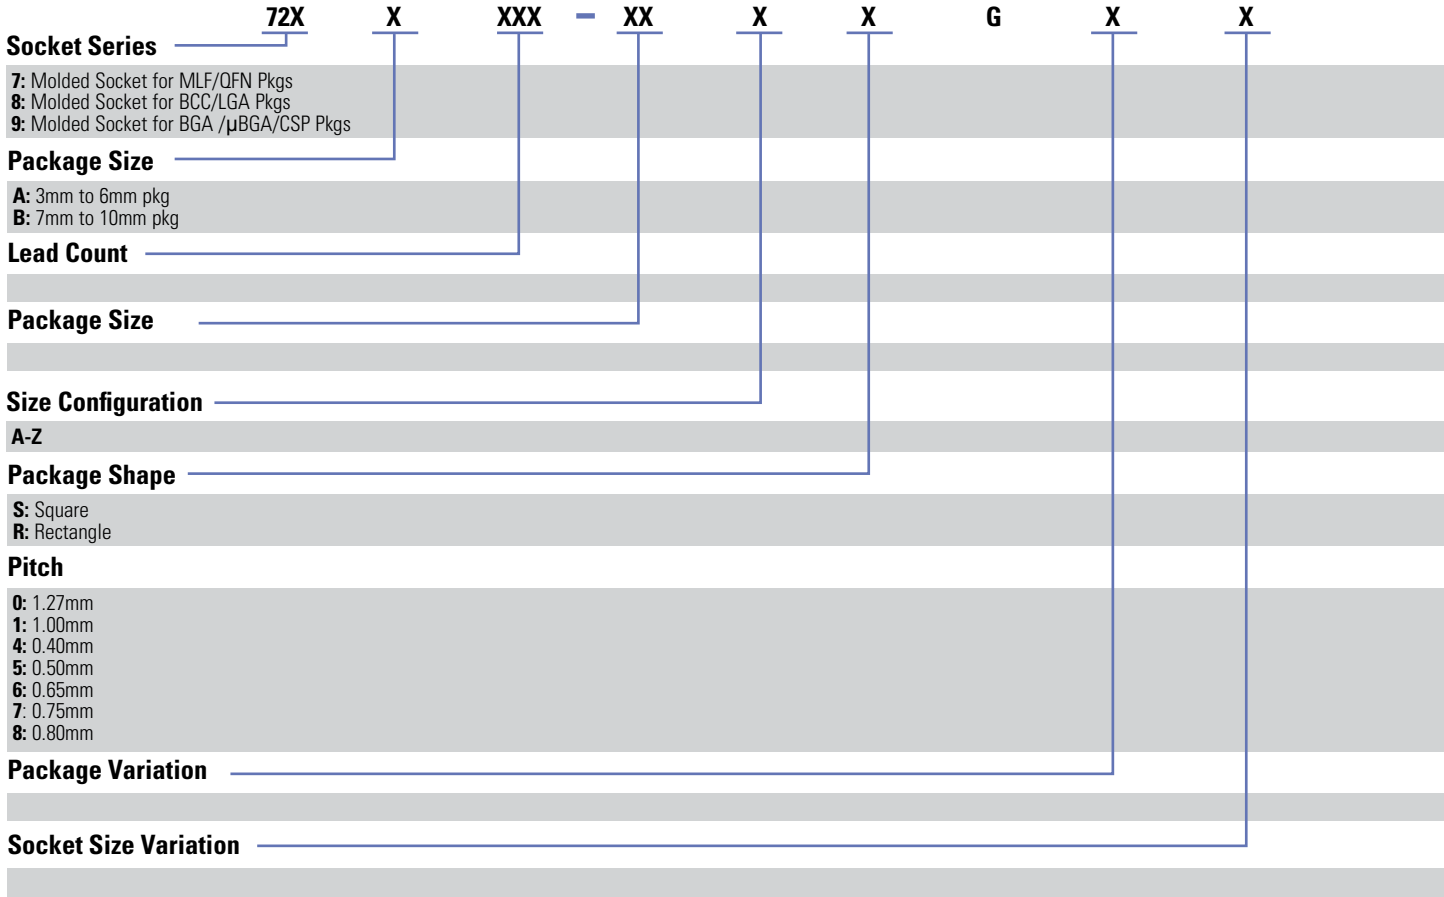 72X X XXX – XX X X G X X
Socket Series
7: Molded Socket for MLF/QFN Pkgs
8: Molded Socket for BCC/LGA Pkgs
9: Molded Socket for BGA /µBGA/CSP Pkgs
Package Size
A: 3mm to 6mm pkg
B: 7mm to 10mm pkg
Lead Count
Package Size
Size Configuration
A-Z
Package Shape
S: Square
R: Rectangle
Pitch
0: 1.27mm
1: 1.00mm
4: 0.40mm
5: 0.50mm
6: 0.65mm
7: 0.75mm
8: 0.80mm
Package Variation
Socket Size Variation